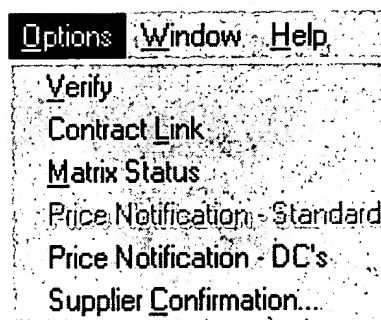 Options Window Help
Verify
Contract Link
Matrix Status
Price Notification - Standard
Price Notification - DC's
Supplier Confirmation...